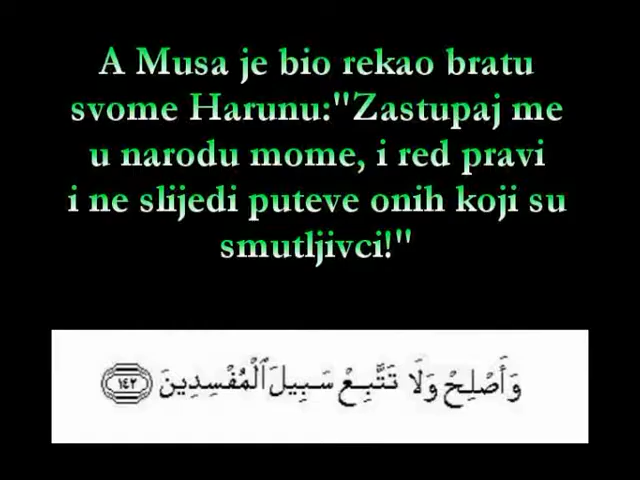 A Musa je bio rekao bratu
svome Harunu:"Zastupaj me
u narodu mome, i red pravi
i ne slijedi puteve onih koji su
smutljivci!"
وَأَصْلِحْ وَلَا تَتَّبِعْ سَبِيلَ ٱلْمُفْسِدِينَ ١٤٢